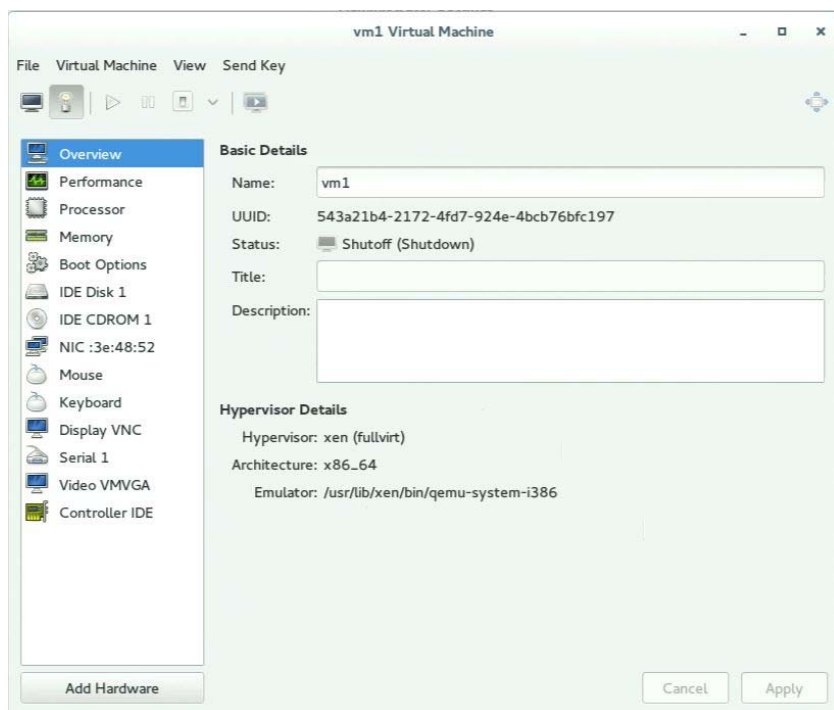 vm1 Virtual Machine
File Virtual Machine View Send Key
Overview
Performance
Processor
Memory
Boot Options
IDE Disk 1
IDE CDROM 1
NIC :3e:48:52
Mouse
Keyboard
Display VNC
Serial 1
Video VMVGA
Controller IDE
Add Hardware
Basic Details
Name: vm1
UUID: 543a21b4-2172-4fd7-924e-4bcb76bfc197
Status: Shutoff (Shutdown)
Title:
Description:
Hypervisor Details
Hypervisor: xen (fullvirt)
Architecture: x86_64
Emulator: /usr/lib/xen/bin/qemu-system-i386
Cancel Apply